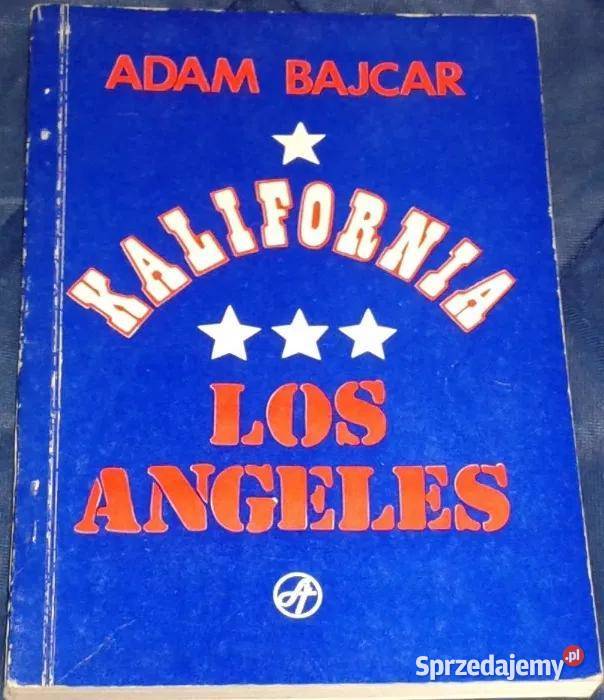 ADAM BAJCAR
KALIFORNIA
LOS
ANGELES
Sprzedajemy.pl